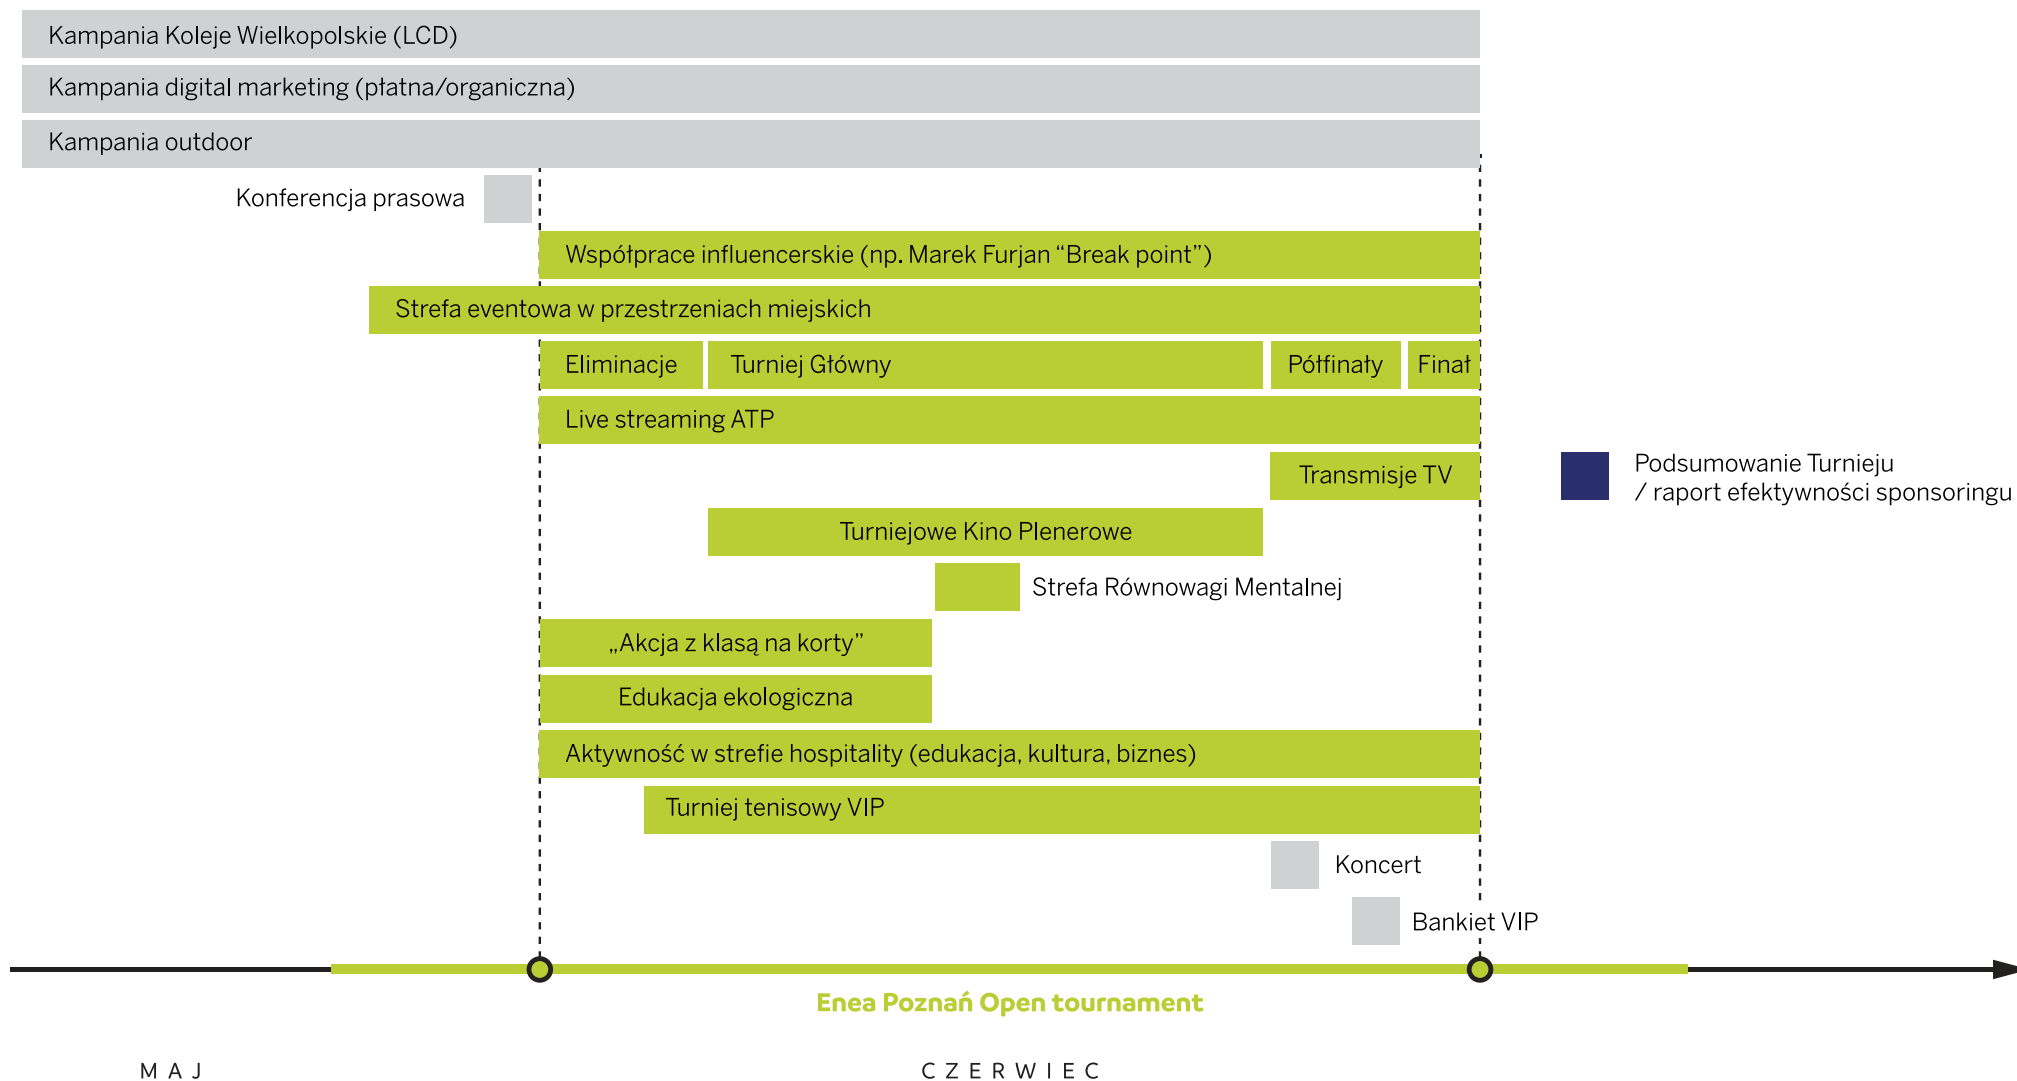 Kampania Koleje Wielkopolskie (LCD)
Kampania digital marketing (płatna/organiczna)
Kampania outdoor
Konferencja prasowa
Współprace influencerskie (np. Marek Furjan “Break point”)
Strefa eventowa w przestrzeniach miejskich
Eliminacje
Turniej Główny
Półfinały
Finał
Live streaming ATP
Transmisje TV
Podsumowanie Turnieju
/ raport efektywności sponsoringu
Turniejowe Kino Plenerowe
Strefa Równowagi Mentalnej
„Akcja z klasą na korty”
Edukacja ekologiczna
Aktywność w strefie hospitality (edukacja, kultura, biznes)
Turniej tenisowy VIP
Koncert
Bankiet VIP
Enea Poznań Open tournament
MAJ
CZERWIEC